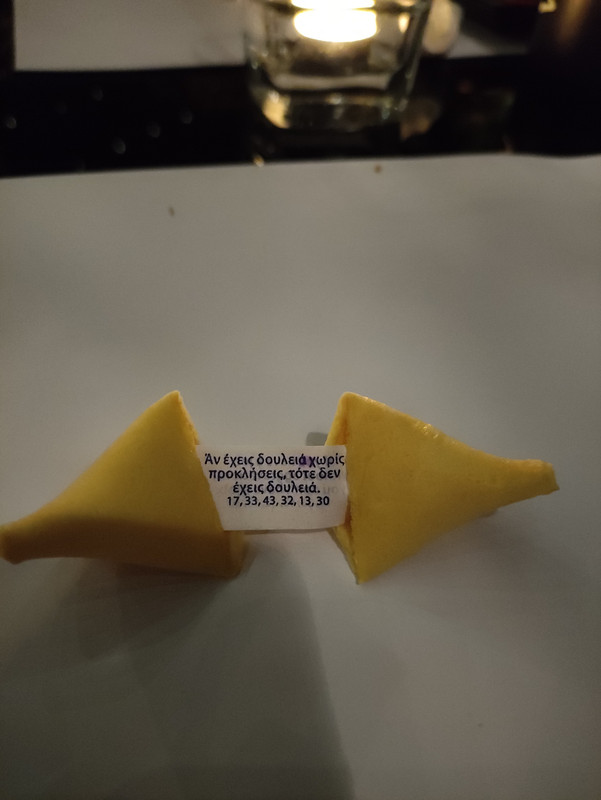 Άν έχεις δουλειά χωρίς
προκλήσεις, τότε δεν
έχεις δουλειά.
17, 33, 43, 32, 13, 30